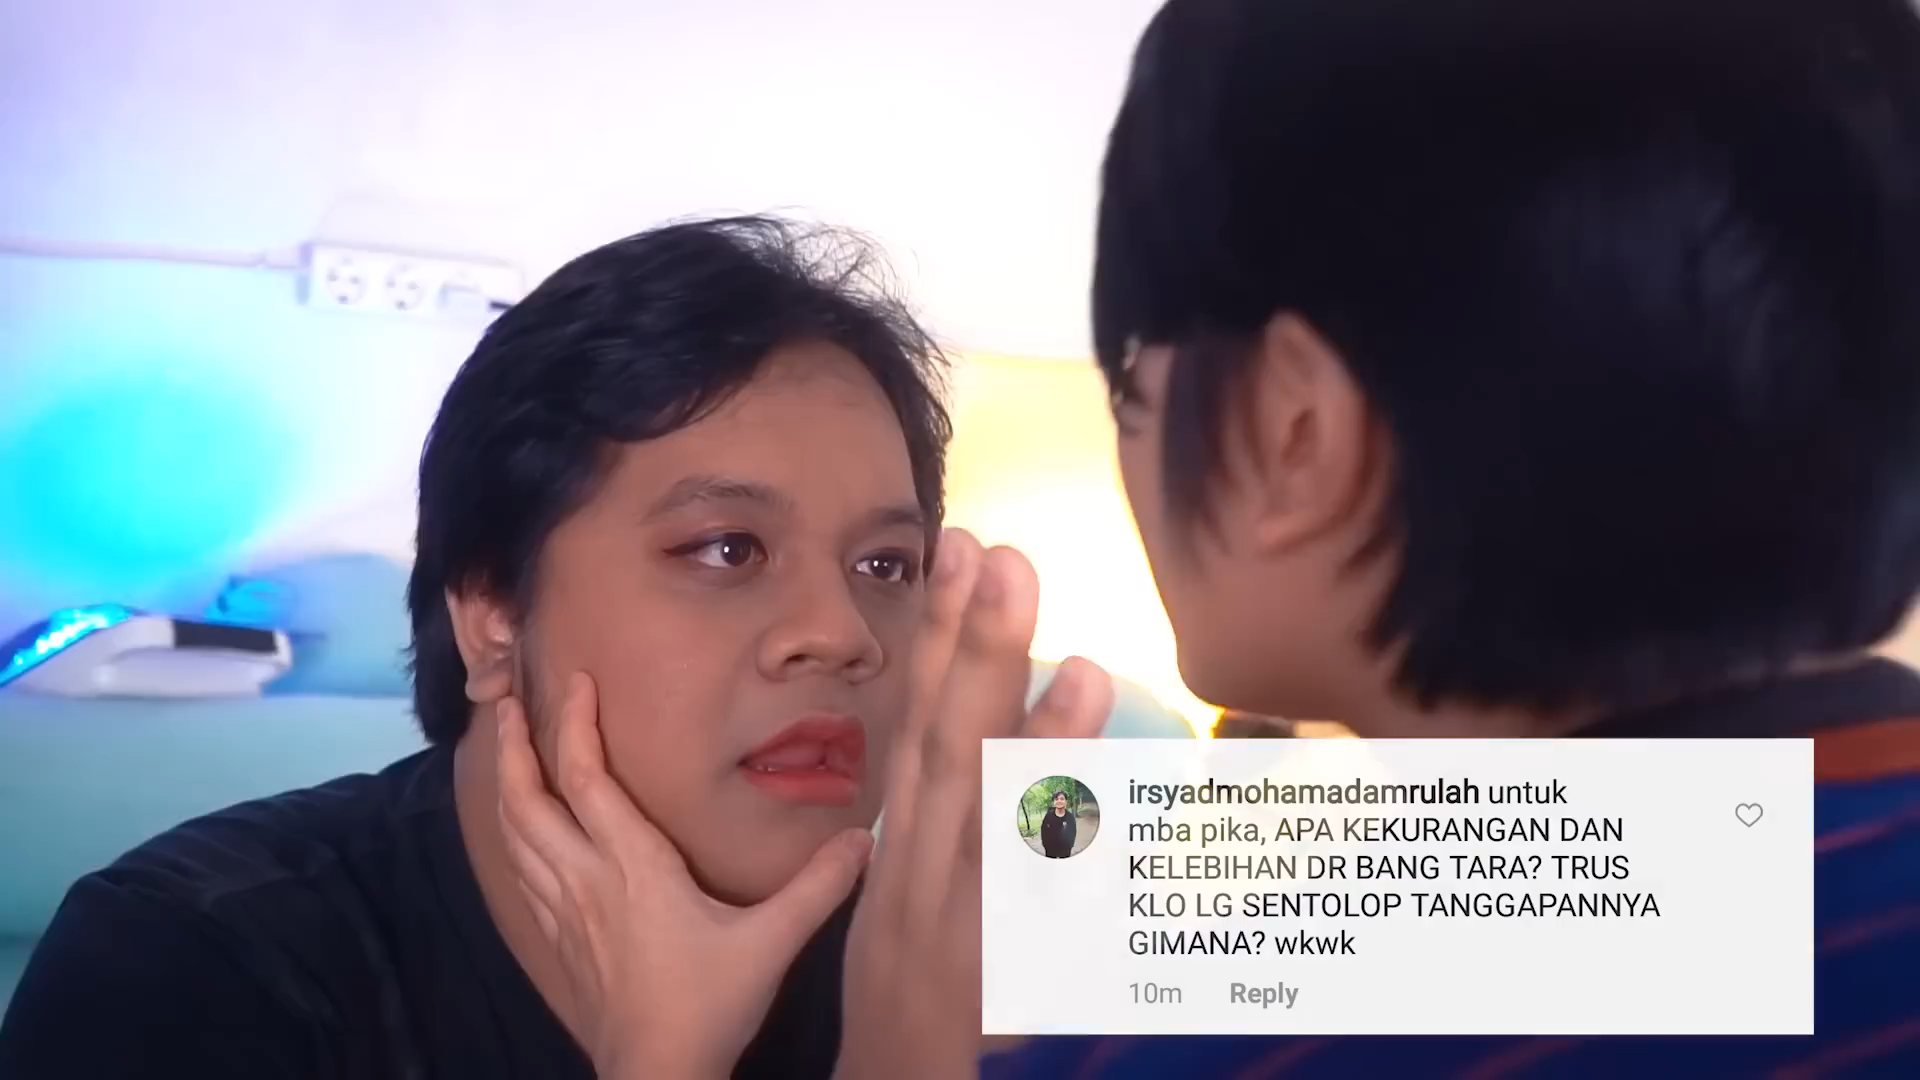 irsyadmohamadamrulah untuk
mba pika, APA KEKURANGAN DAN
KELEBIHAN DR BANG TARA? TRUS
KLO LG SENTOLOP TANGGAPANNYA
GIMANA? wkwk
10m Reply